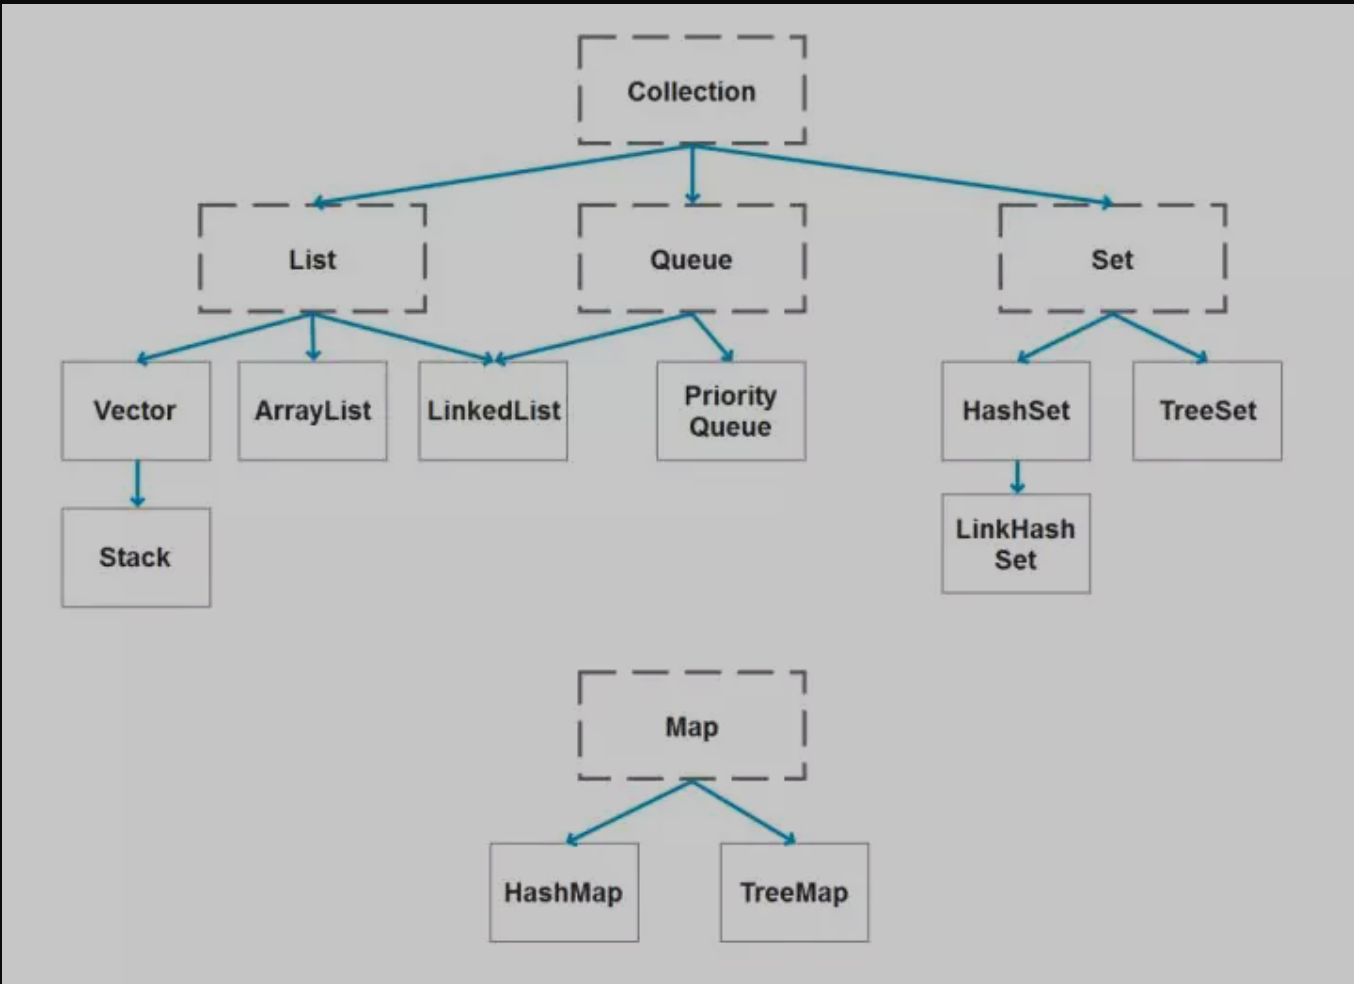 Collection
List
Queue
Set
Vector
ArrayList
LinkedList
Priority
Queue
HashSet
TreeSet
Stack
LinkHash
Set
Map
HashMap
TreeMap